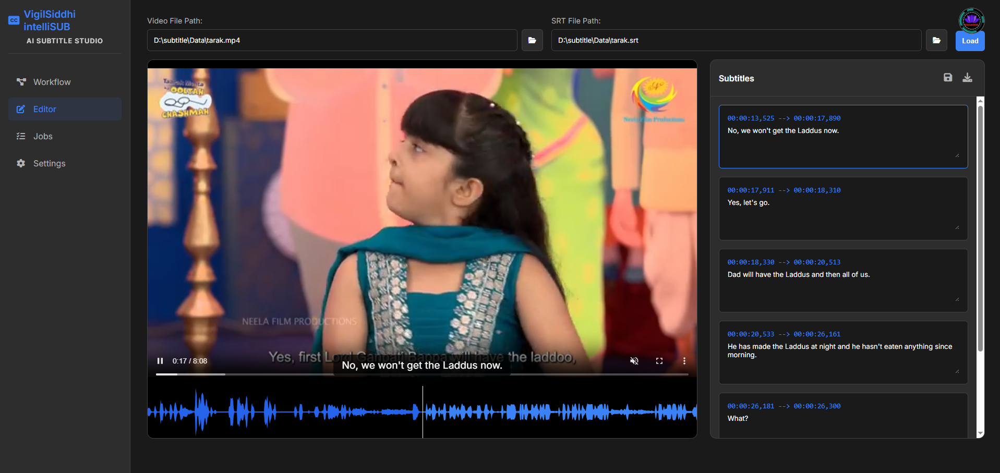 VigilSiddhi
intelliSUB
AI SUBTITLE STUDIO
Workflow
Editor
Jobs
Settings
Video File Path:
D:\subtitle\Data\tarak.mp4
SRT File Path:
D:\subtitle\Data\tarak.srt
Load
Taarak Mehta
OOLTAH
CHASHMAH
Neela Film Productions
NEELA FILM PRODUCTIONS
Yes, first Lord Ganpati Bappa will have the laddoo,
No, we won't get the Laddus now.
0:17 / 8:08
Subtitles
00:00:13,525 --> 00:00:17,890
No, we won't get the Laddus now.
00:00:17,911 --> 00:00:18,310
Yes, let's go.
00:00:18,330 --> 00:00:20,513
Dad will have the Laddus and then all of us.
00:00:20,533 --> 00:00:26,161
He has made the Laddus at night and he hasn't eaten anything since
morning.
00:00:26,181 --> 00:00:26,300
What?